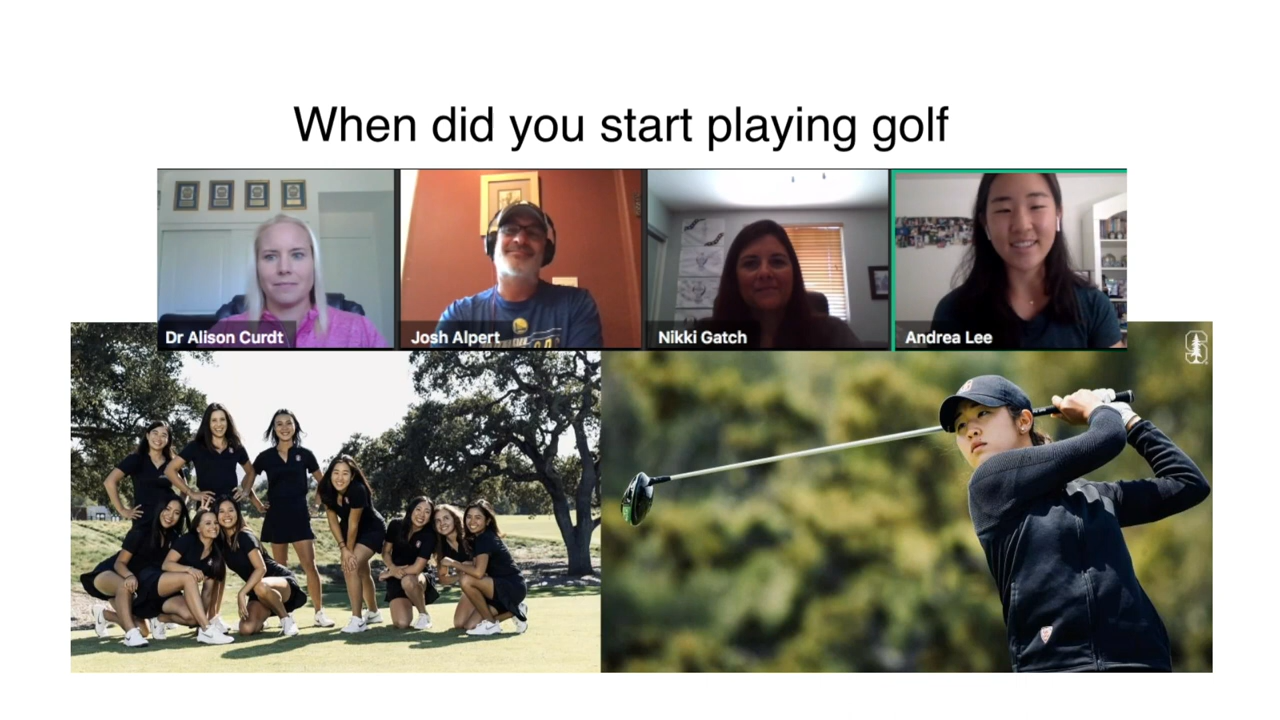 When did you start playing golf
Dr Alison Curdt
Josh Alpert
Nikki Gatch
Andrea Lee